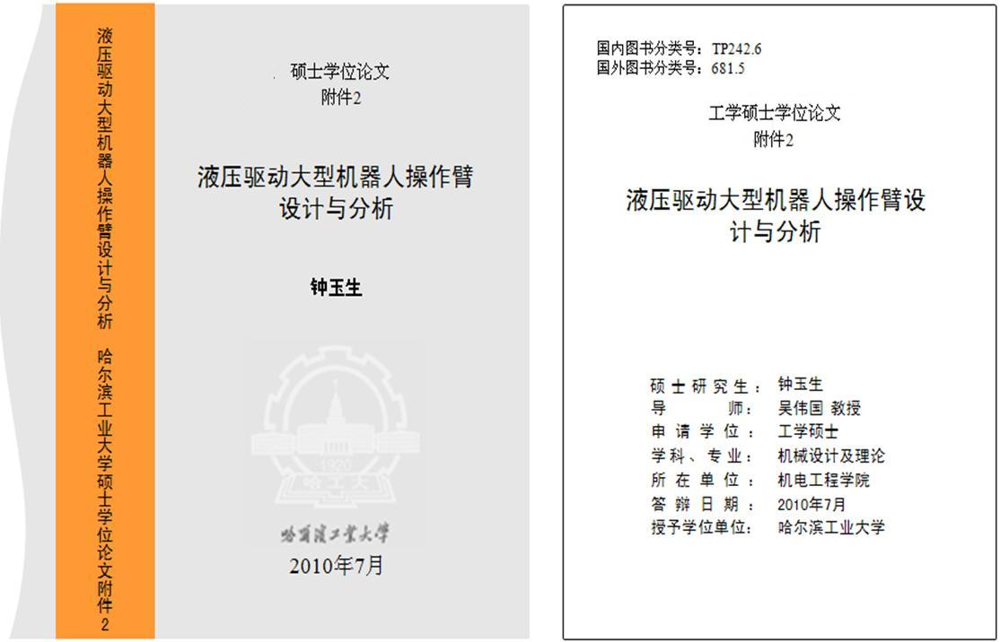 液压驱动大型机器人操作臂设计与分析 哈尔滨工业大学硕士学位论文附件2
硕士学位论文
附件2
液压驱动大型机器人操作臂
设计与分析
钟玉生
1920
哈工大
哈爾濱工業大學
2010年7月
国内图书分类号：TP242.6
国外图书分类号：681.5
工学硕士学位论文
附件2
液压驱动大型机器人操作臂设
计与分析
硕士研究生： 钟玉生
导师： 吴伟国 教授
申请学位： 工学硕士
学科、专业： 机械设计及理论
所在单位： 机电工程学院
答辩日期： 2010年7月
授予学位单位： 哈尔滨工业大学